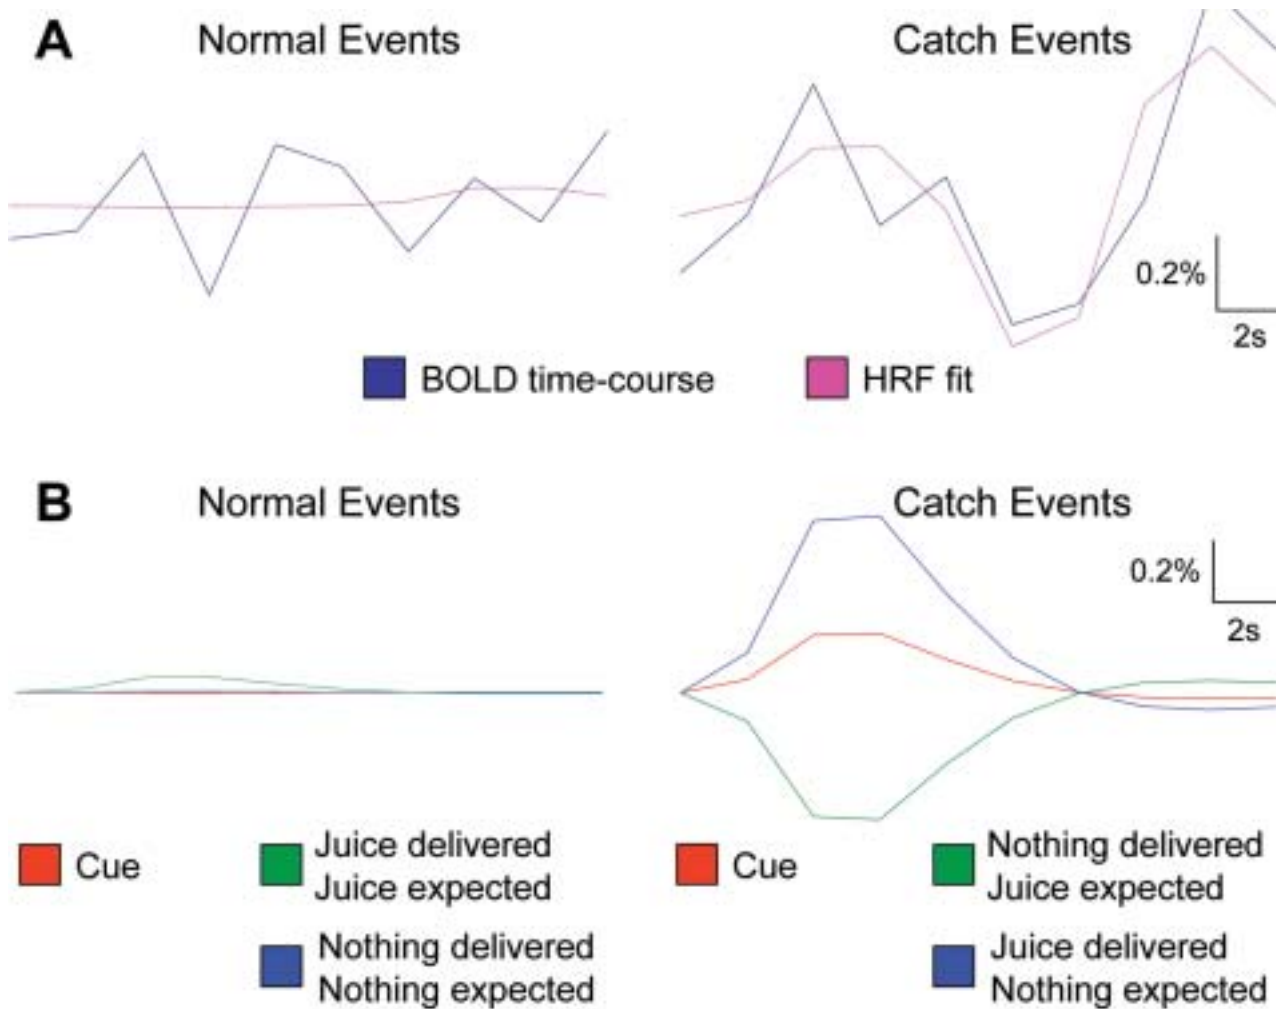 A
Normal Events
Catch Events
0.2%
2s
BOLD time-course
HRF fit
B
Normal Events
Catch Events
0.2%
2s
Cue
Juice delivered
Juice expected
Nothing delivered
Nothing expected
Cue
Nothing delivered
Juice expected
Juice delivered
Nothing expected